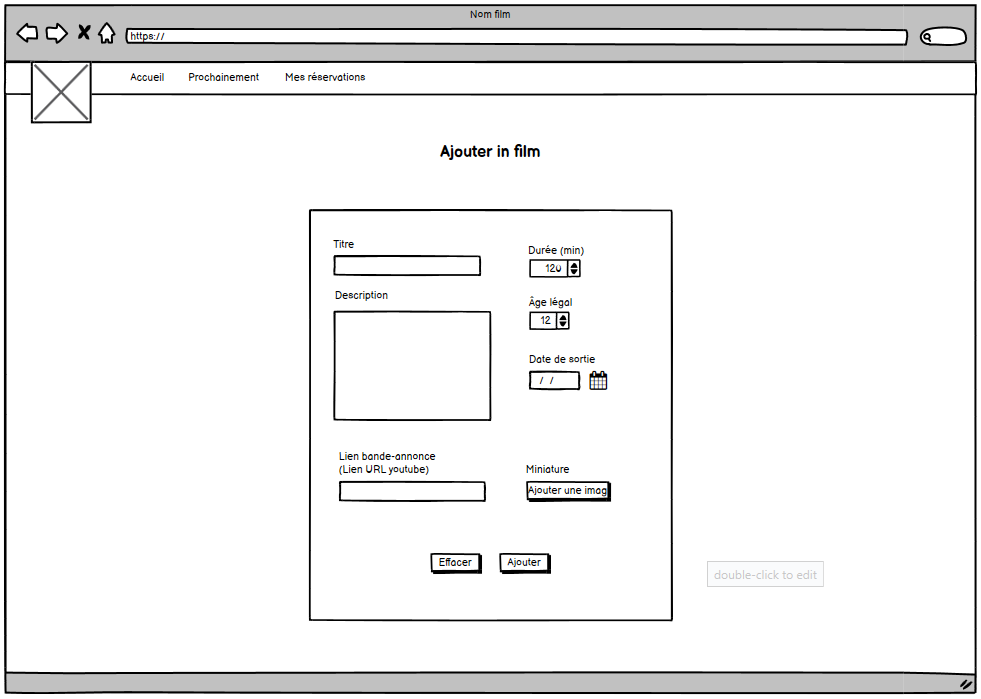 Nom film
https://
Accueil Prochainement Mes réservations
Ajouter in film
Titre
Durée (min)
120
Description
Âge légal
12
Date de sortie
/ /
Lien bande-annonce
(Lien URL youtube)
Miniature
Ajouter une imag
Effacer Ajouter
double-click to edit